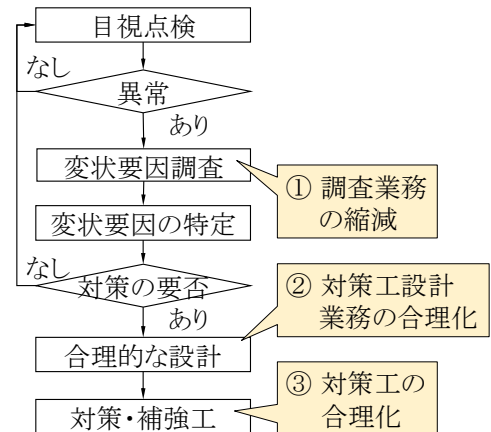 目視点検
なし
異常
あり
変状要因調査
① 調査業務
の縮減
変状要因の特定
なし
対策の要否
② 対策工設計
業務の合理化
あり
合理的な設計
③ 対策工の
合理化
対策・補強工